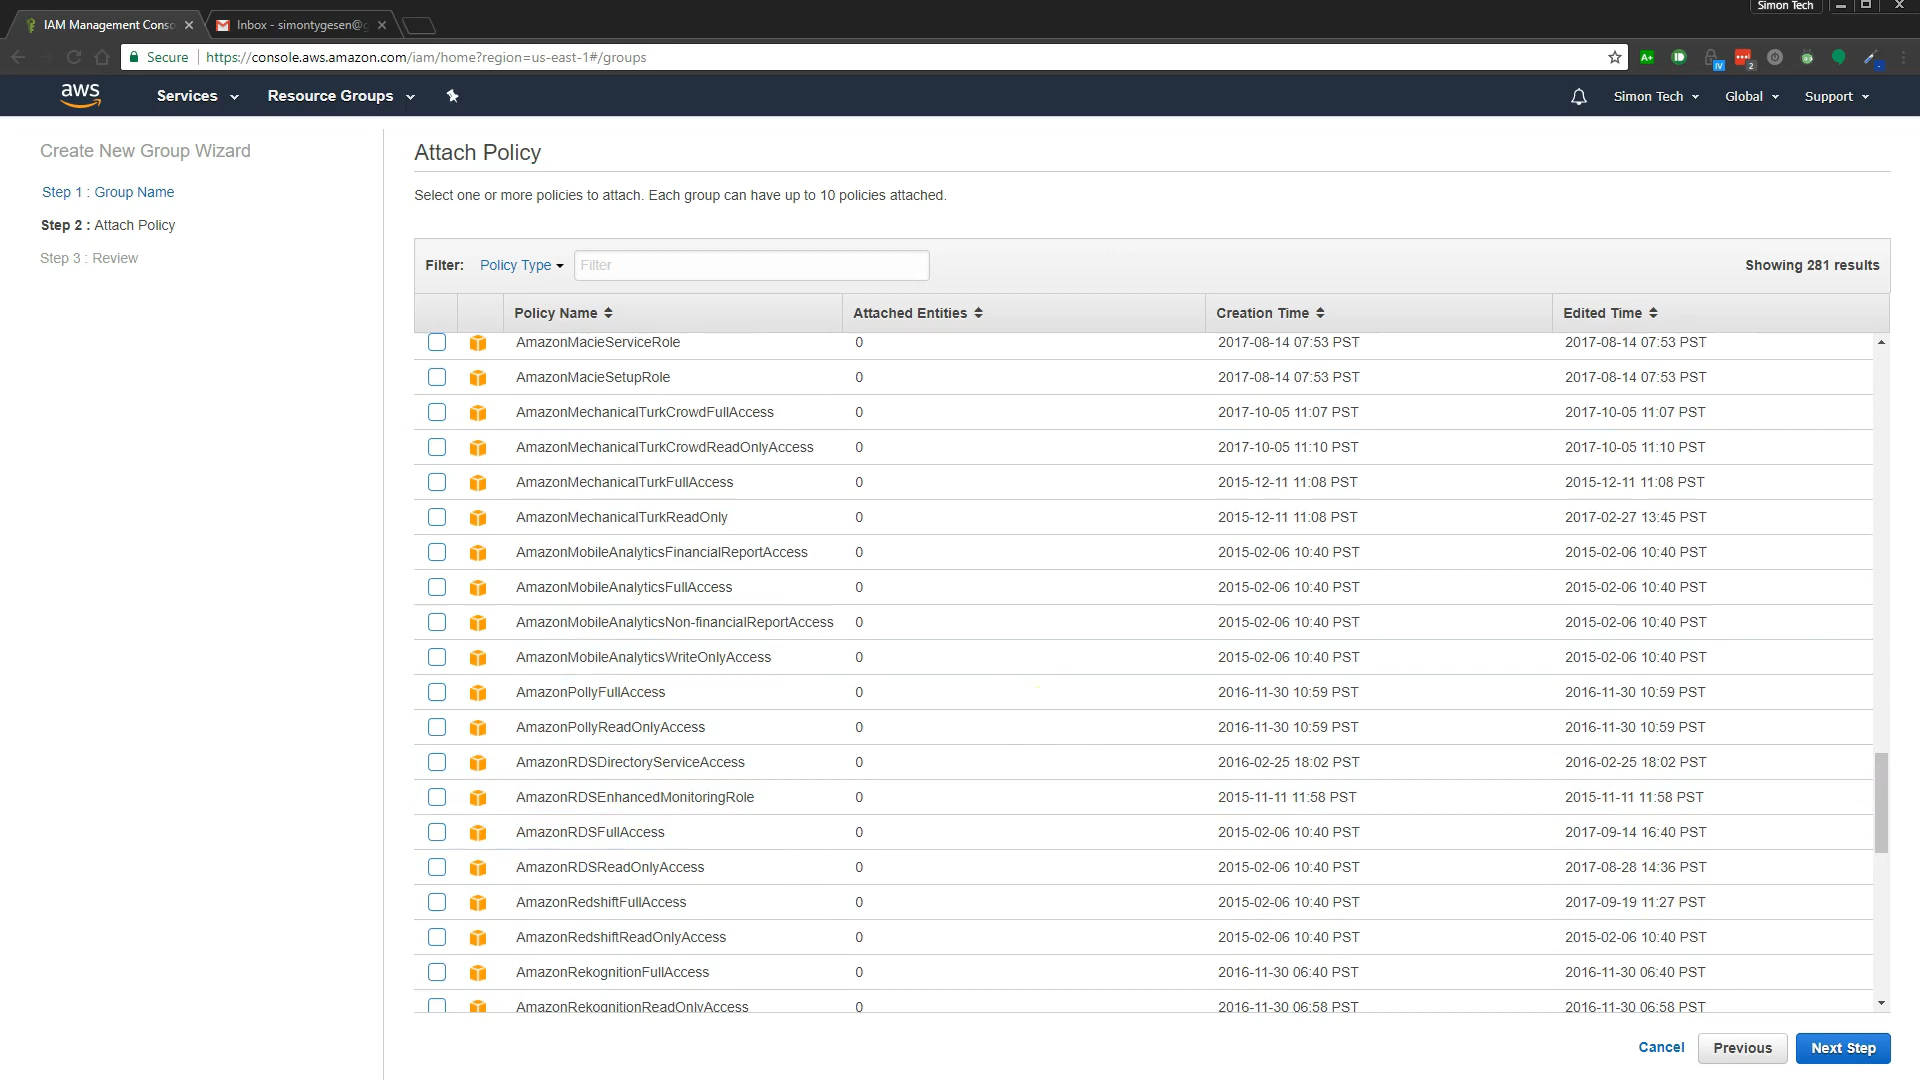 Simon Tech
IAM Management Conso
Inbox - simontygesen@g
Secure https://console.aws.amazon.com/iam/home?region=us-east-1#/groups
A+
IV
2
aws Services Resource Groups Simon Tech Global Support
Create New Group Wizard
Step 1 : Group Name
Step 2 : Attach Policy
Step 3 : Review
Attach Policy
Select one or more policies to attach. Each group can have up to 10 policies attached.
Filter: Policy Type Filter Showing 281 results
Policy Name Attached Entities Creation Time Edited Time
AmazonMacieServiceRole 0 2017-08-14 07:53 PST 2017-08-14 07:53 PST
AmazonMacieSetupRole 0 2017-08-14 07:53 PST 2017-08-14 07:53 PST
AmazonMechanicalTurkCrowdFullAccess 0 2017-10-05 11:07 PST 2017-10-05 11:07 PST
AmazonMechanicalTurkCrowdReadOnlyAccess 0 2017-10-05 11:10 PST 2017-10-05 11:10 PST
AmazonMechanicalTurkFullAccess 0 2015-12-11 11:08 PST 2015-12-11 11:08 PST
AmazonMechanicalTurkReadOnly 0 2015-12-11 11:08 PST 2017-02-27 13:45 PST
AmazonMobileAnalyticsFinancialReportAccess 0 2015-02-06 10:40 PST 2015-02-06 10:40 PST
AmazonMobileAnalyticsFullAccess 0 2015-02-06 10:40 PST 2015-02-06 10:40 PST
AmazonMobileAnalyticsNon-financialReportAccess 0 2015-02-06 10:40 PST 2015-02-06 10:40 PST
AmazonMobileAnalyticsWriteOnlyAccess 0 2015-02-06 10:40 PST 2015-02-06 10:40 PST
AmazonPollyFullAccess 0 2016-11-30 10:59 PST 2016-11-30 10:59 PST
AmazonPollyReadOnlyAccess 0 2016-11-30 10:59 PST 2016-11-30 10:59 PST
AmazonRDSDirectoryServiceAccess 0 2016-02-25 18:02 PST 2016-02-25 18:02 PST
AmazonRDSEnhancedMonitoringRole 0 2015-11-11 11:58 PST 2015-11-11 11:58 PST
AmazonRDSFullAccess 0 2015-02-06 10:40 PST 2017-09-14 16:40 PST
AmazonRDSReadOnlyAccess 0 2015-02-06 10:40 PST 2017-08-28 14:36 PST
AmazonRedshiftFullAccess 0 2015-02-06 10:40 PST 2017-09-19 11:27 PST
AmazonRedshiftReadOnlyAccess 0 2015-02-06 10:40 PST 2015-02-06 10:40 PST
AmazonRekognitionFullAccess 0 2016-11-30 06:40 PST 2016-11-30 06:40 PST
AmazonRekognitionReadOnlyAccess 0 2016-11-30 06:58 PST 2016-11-30 06:58 PST
Cancel Previous Next Step